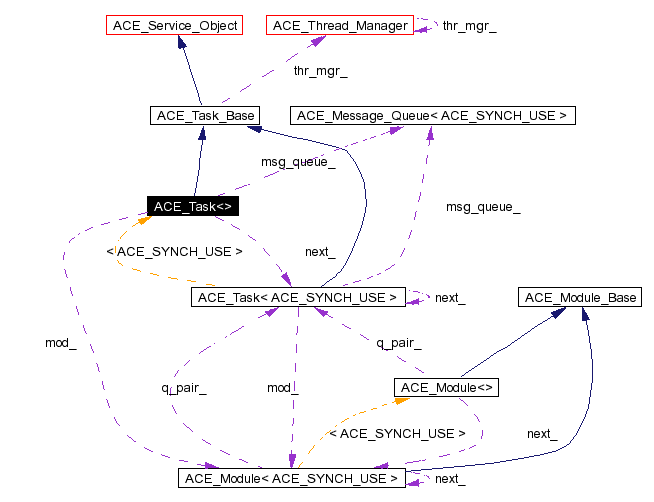 ACE_Service_Object
ACE_Thread_Manager
thr_mgr_
thr_mgr_
ACE_Task_Base
ACE_Message_Queue< ACE_SYNCH_USE >
msg_queue_
ACE_Task<>
msg_queue_
< ACE_SYNCH_USE >
next_
ACE_Task< ACE_SYNCH_USE >
next_
ACE_Module_Base
mod_
q_pair_
q_pair_
mod_
ACE_Module<>
< ACE_SYNCH_USE >
next_
ACE_Module< ACE_SYNCH_USE >
next_